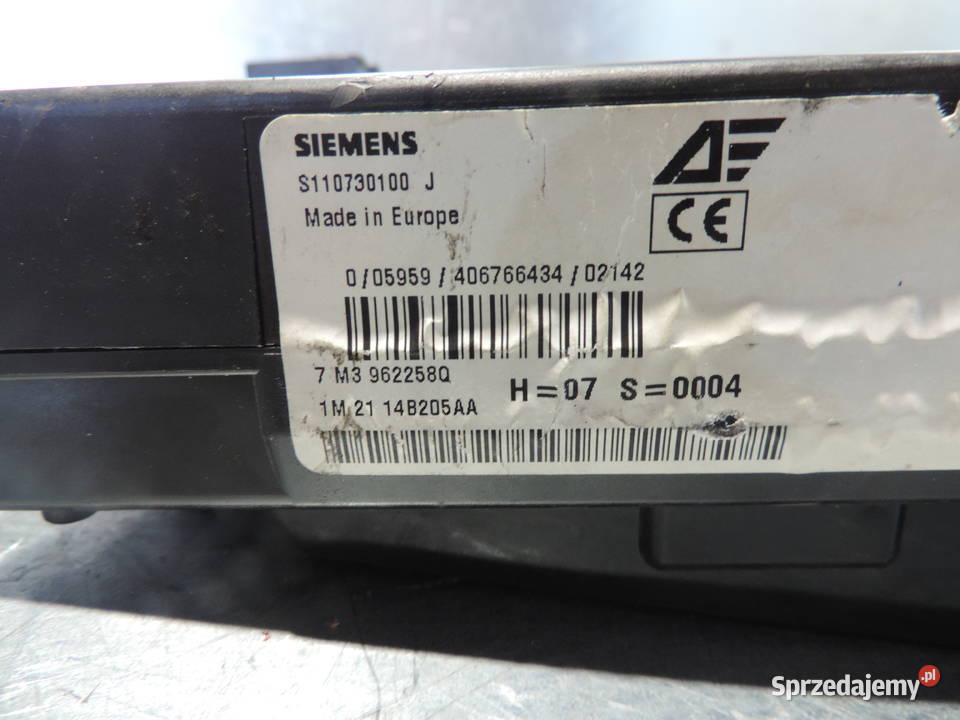 SIEMENS
S110730100 J
Made in Europe
AE
CE
0/05959/406766434/02142
7 M3 962258Q
1M 21 14B205AA
H=07 S=0004
Sprzedajemy.pl